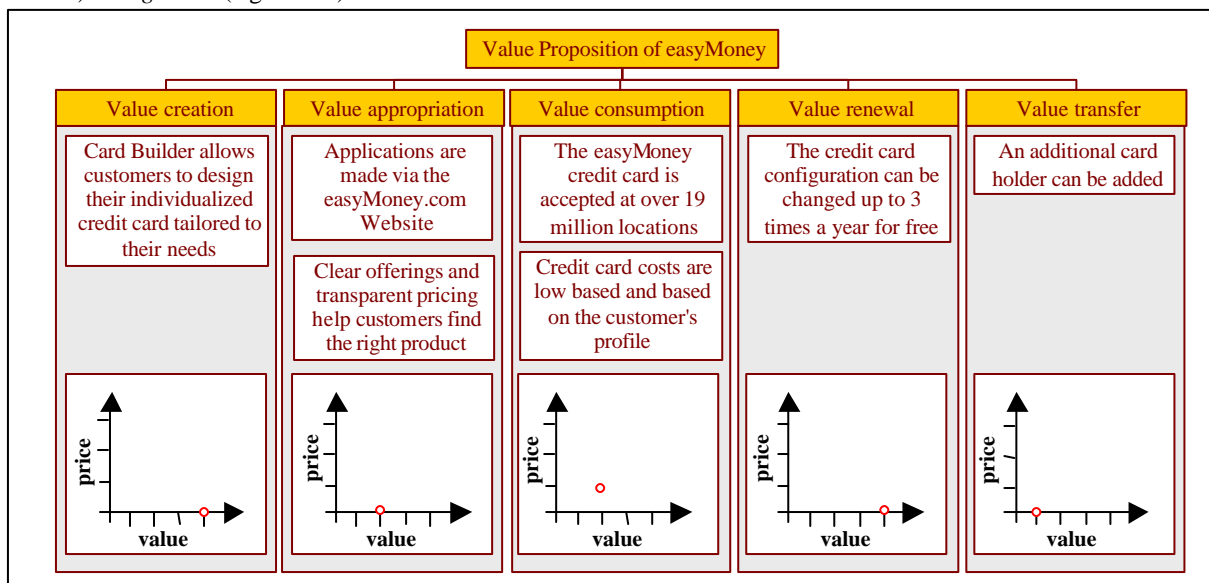 Value Proposition of easyMoney
Value creation
Card Builder allows
customers to design
their individualized
credit card tailored to
their needs
price
value
Value appropriation
Applications are
made via the
easyMoney.com
Website
Clear offerings and
transparent pricing
help customers find
the right product
price
value
Value consumption
The easyMoney
credit card is
accepted at over 19
million locations
Credit card costs are
low based and based
on the customer's
profile
price
value
Value renewal
The credit card
configuration can be
changed up to 3
times a year for free
price
value
Value transfer
An additional card
holder can be added
price
value